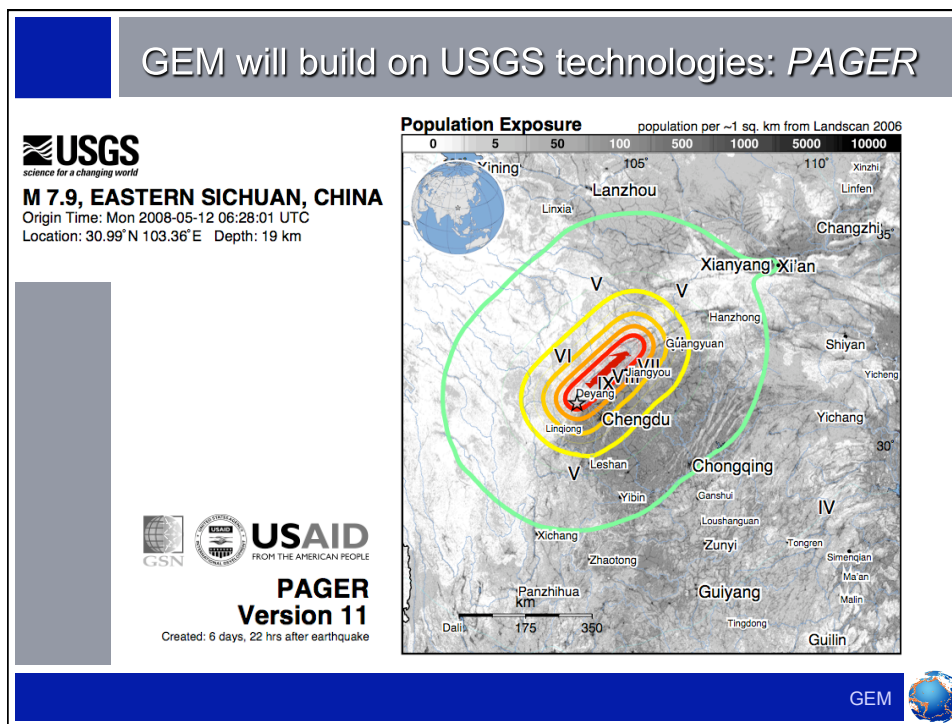 GEM will build on USGS technologies: PAGER
USGS
science for a changing world
M 7.9, EASTERN SICHUAN, CHINA
Origin Time: Mon 2008-05-12 06:28:01 UTC
Location: 30.99°N 103.36°E Depth: 19 km
GSN
UNITED STATES AGENCY
USAID
INTERNATIONAL DEVELOPMENT
USAID
FROM THE AMERICAN PEOPLE
PAGER
Version 11
Created: 6 days, 22 hrs after earthquake
Population Exposure population per ~1 sq. km from Landscan 2006
0 5 50 100 500 1000 5000 10000
Xining 105° 110° Xinzhi
Lanzhou Linfen
Linxia
Changzhi 35°
Xianyang Xi'an
V V
Hanzhong
VI Guangyuan Shiyan
VII
IX VIII Jiangyou Yicheng
Deyang
Chengdu Yichang
Linqiong
30°
V Leshan Chongqing
Yibin Ganshui
IV
Loushanguan
Xichang Zunyi Tongren
Zhaotong Simenqian
Ma'an
Panzhihua Guiyang Malin
km
Dali 175 350 Tingdong
Guilin
GEM